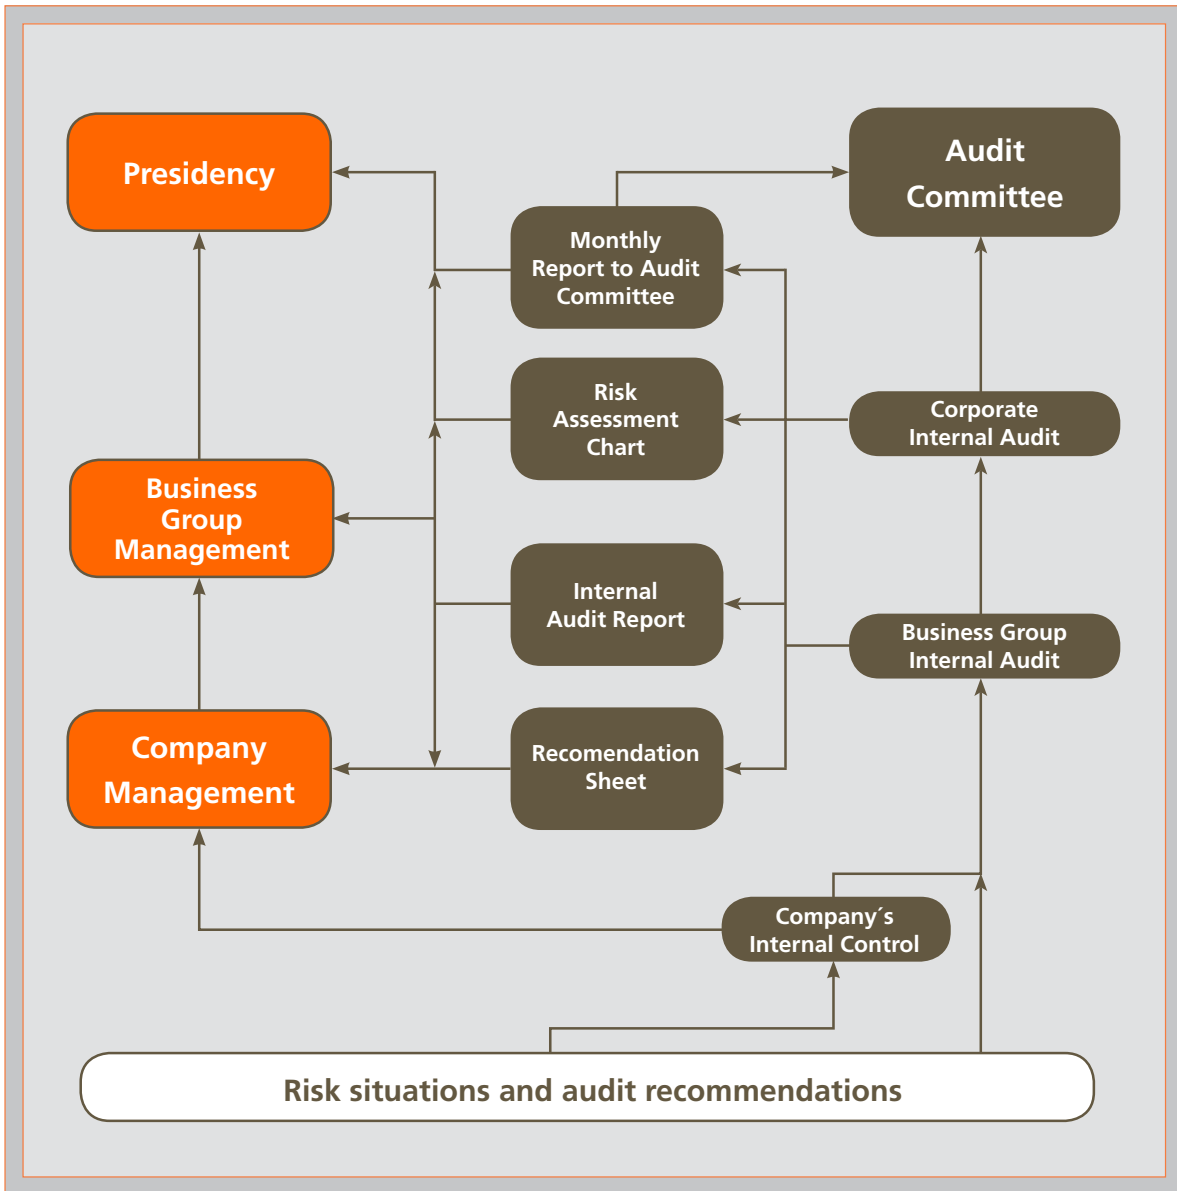 Presidency
Audit
Committee
Monthly
Report to Audit
Committee
Risk
Assessment
Chart
Corporate
Internal Audit
Business
Group
Management
Internal
Audit Report
Business Group
Internal Audit
Company
Management
Recomendation
Sheet
Company´s
Internal Control
Risk situations and audit recommendations